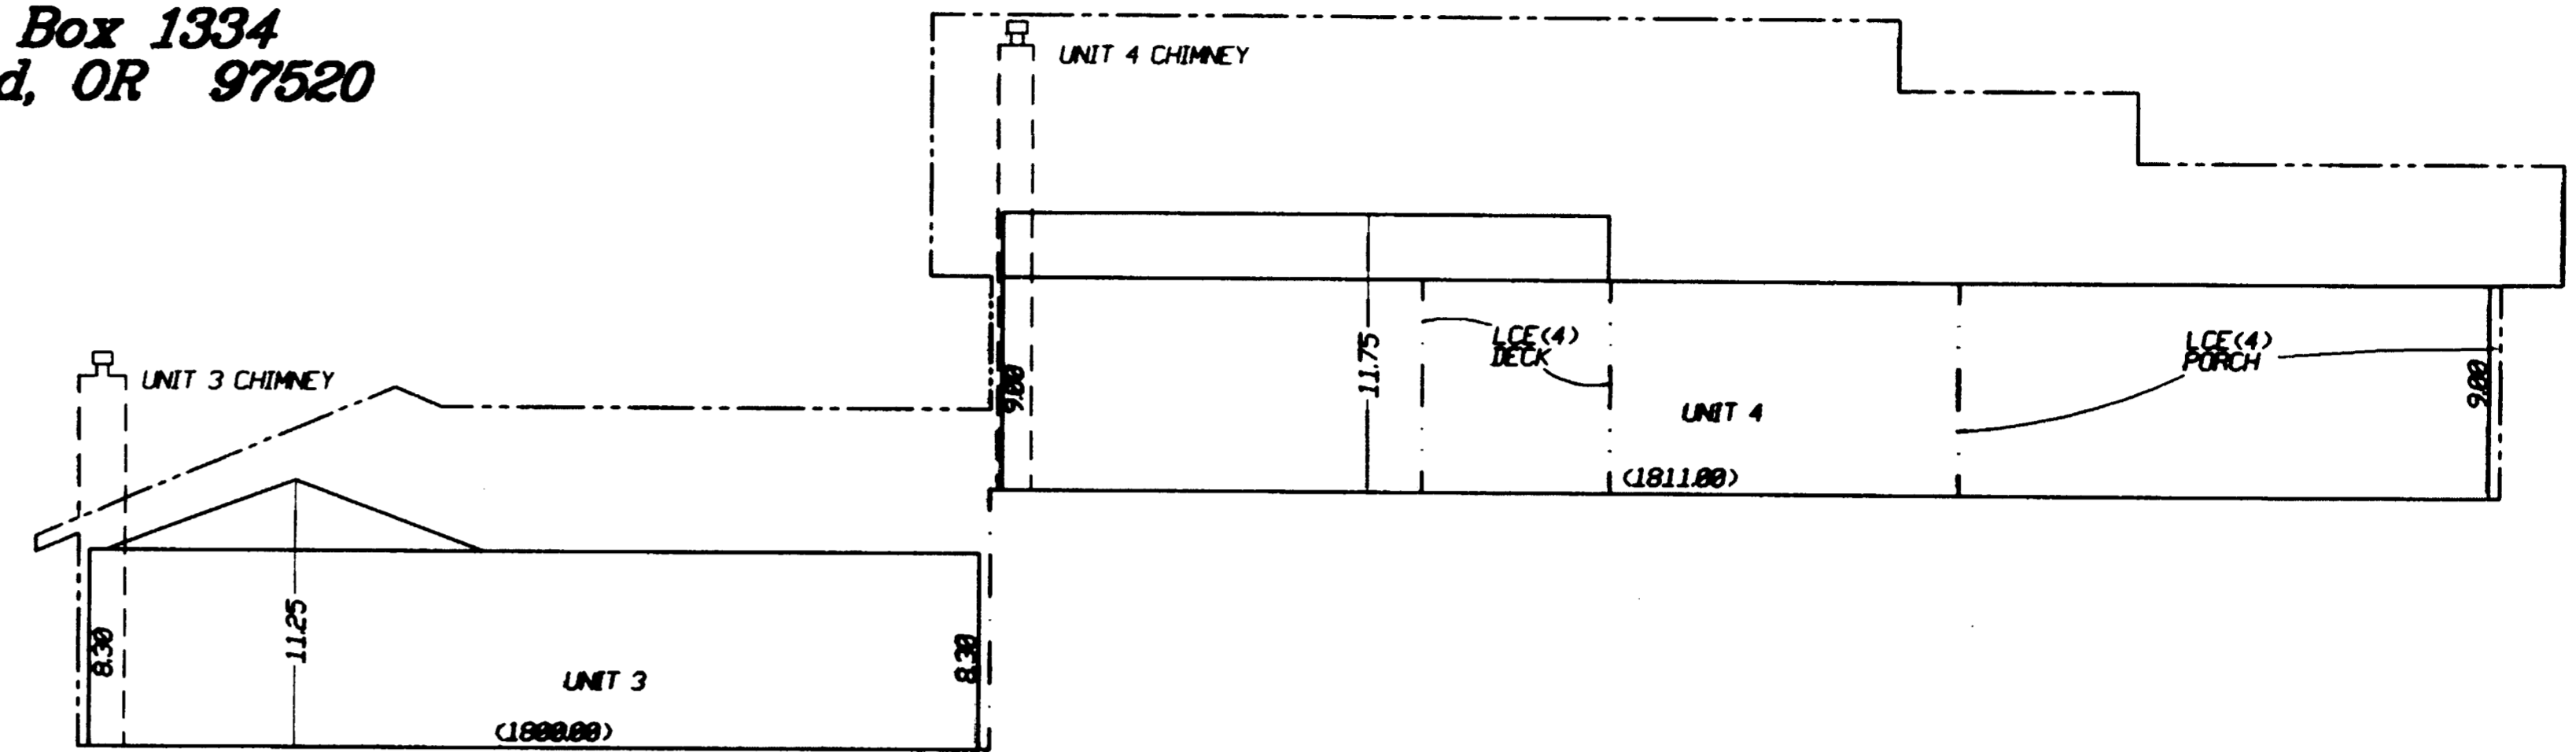 Box 1334
d, OR 97520
UNIT 4 CHIMNEY
UNIT 3 CHIMNEY
9.00
11.75
LCE(4)
DECK
UNIT 4
(1811.00)
LCE(4)
PORCH
9.00
8.30
11.25
UNIT 3
(1800.00)
8.30